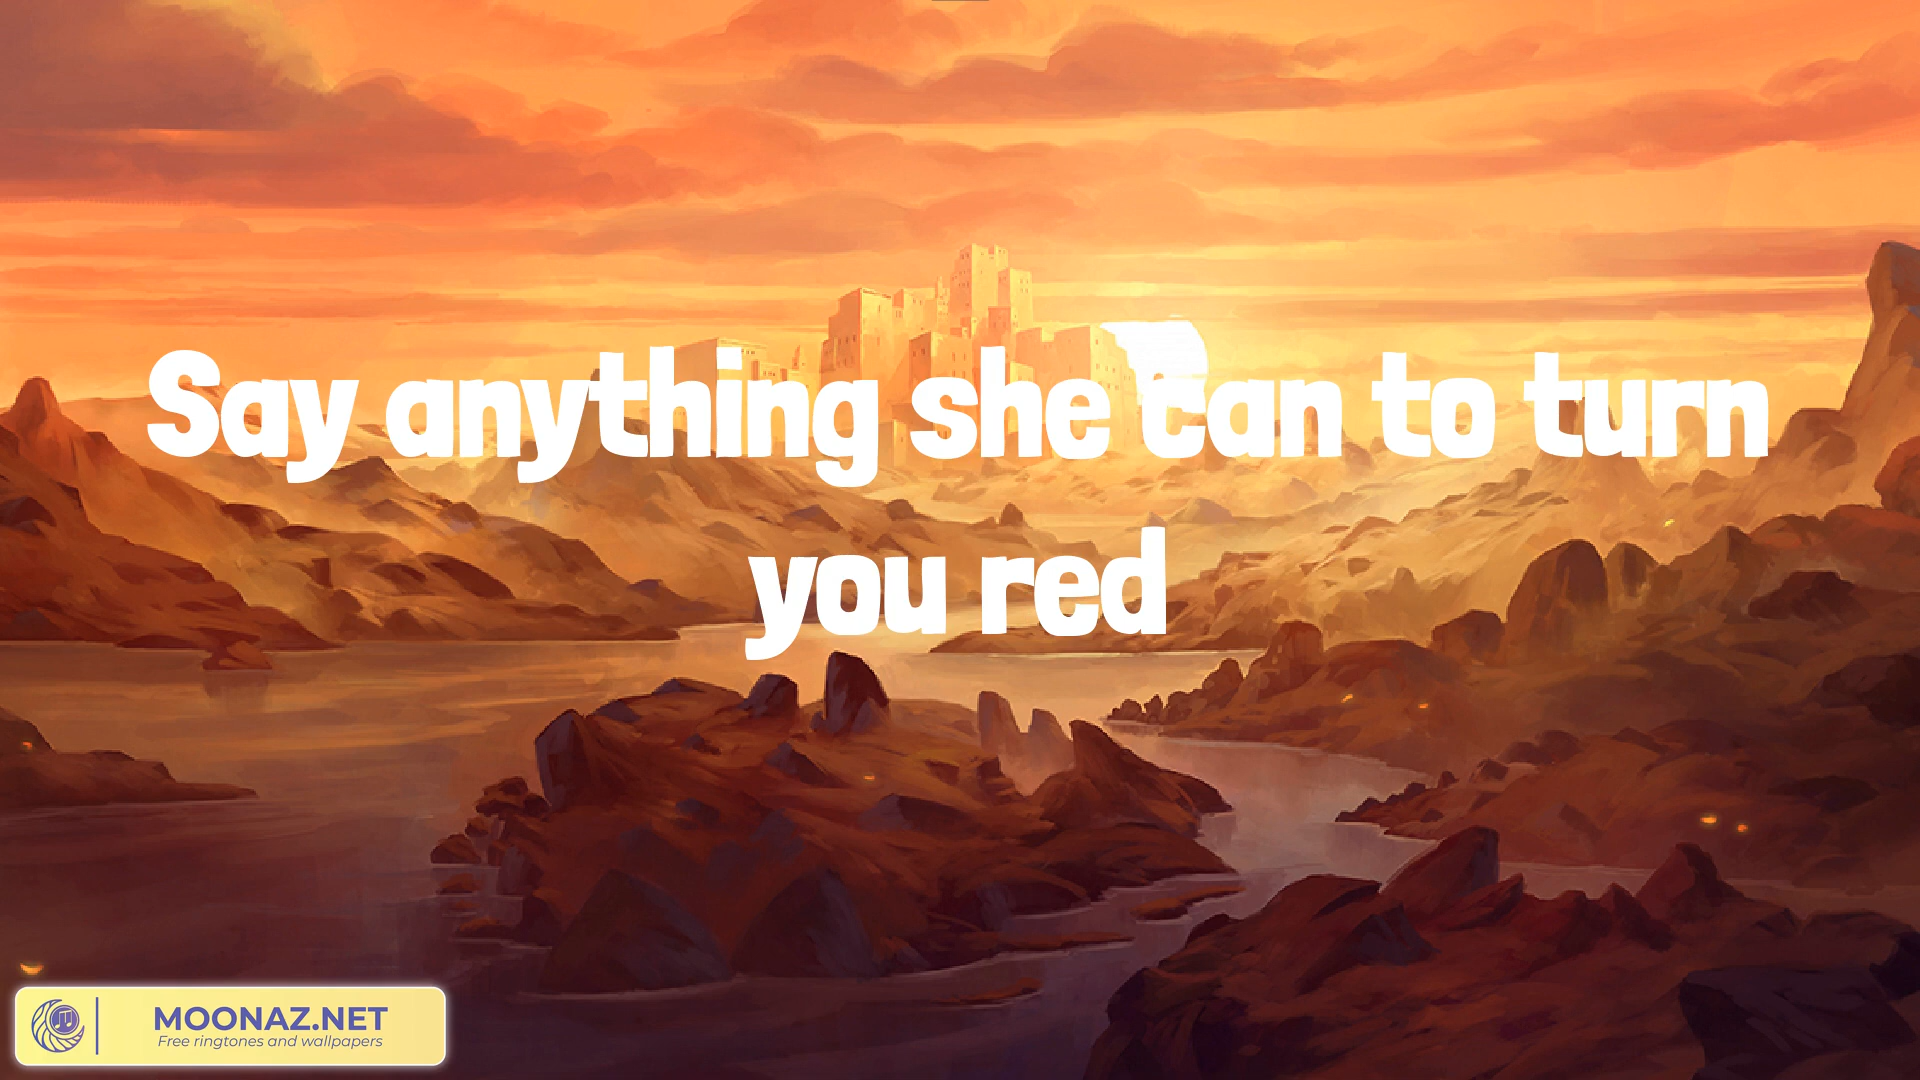 Say anything she can to turn
you red
MOONAZ.NET
Free ringtones and wallpapers